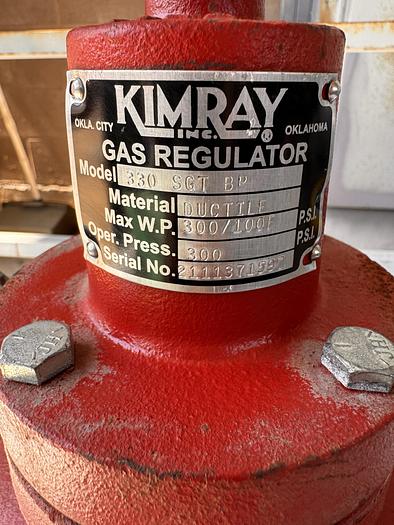 KIMRAY
INC. ®
OKLA. CITY OKLAHOMA
GAS REGULATOR
Model 330 SGT BP
Material DUCTILE
Max W.P. 300/100F P.S.I.
Oper. Press. 300 P.S.I.
Serial No.